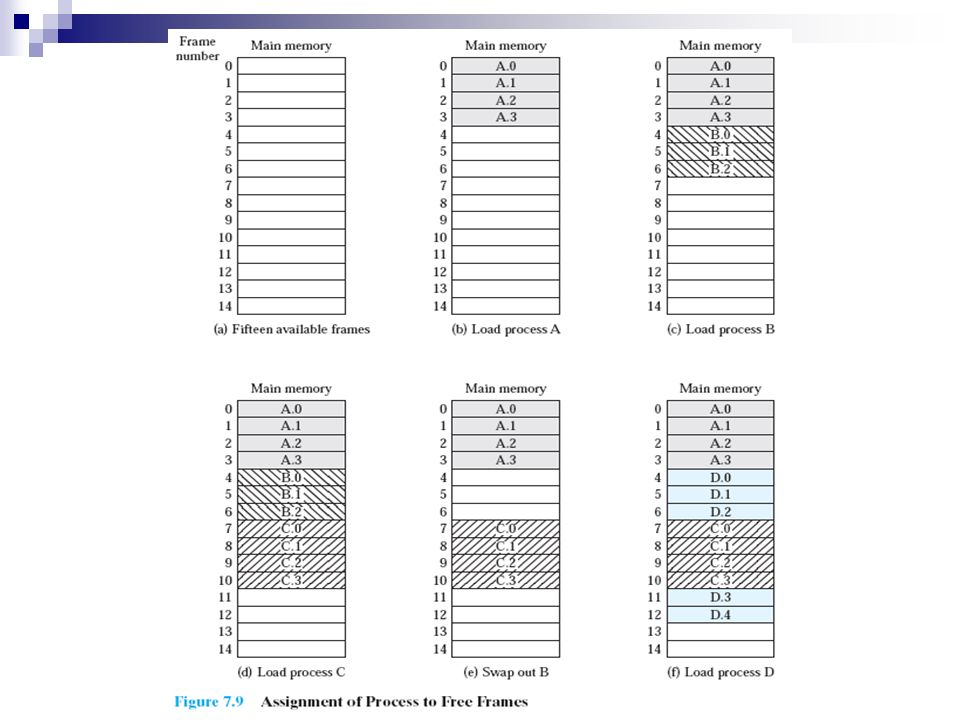 Frame
number
Main memory
0
1
2
3
4
5
6
7
8
9
10
11
12
13
14
(a) Fifteen available frames
Main memory
0 A.0
1 A.1
2 A.2
3 A.3
4
5
6
7
8
9
10
11
12
13
14
(b) Load process A
Main memory
0 A.0
1 A.1
2 A.2
3 A.3
4 B.0
5 B.1
6 B.2
7
8
9
10
11
12
13
14
(c) Load process B
Main memory
0 A.0
1 A.1
2 A.2
3 A.3
4 B.0
5 B.1
6 B.2
7 C.0
8 C.1
9 C.2
10 C.3
11
12
13
14
(d) Load process C
Main memory
0 A.0
1 A.1
2 A.2
3 A.3
4
5
6
7 C.0
8 C.1
9 C.2
10 C.3
11
12
13
14
(e) Swap out B
Main memory
0 A.0
1 A.1
2 A.2
3 A.3
4 D.0
5 D.1
6 D.2
7 C.0
8 C.1
9 C.2
10 C.3
11 D.3
12 D.4
13
14
(f) Load process D
Figure 7.9 Assignment of Process to Free Frames